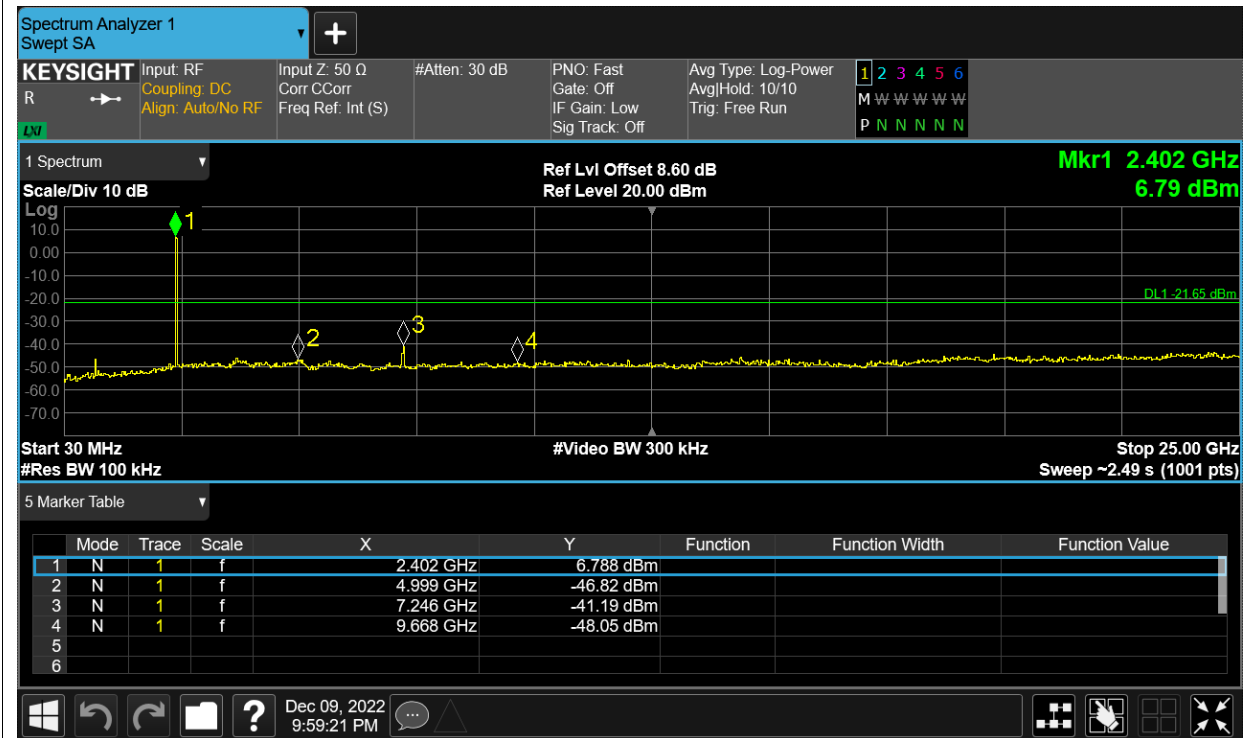 Spectrum Analyzer 1
Swept SA
KEYSIGHT
R
LXI
Input: RF
Coupling: DC
Align: Auto/No RF
Input Z: 50 Ω
Corr CCorr
Freq Ref: Int (S)
#Atten: 30 dB
PNO: Fast
Gate: Off
IF Gain: Low
Sig Track: Off
Avg Type: Log-Power
Avg|Hold: 10/10
Trig: Free Run
1 2 3 4 5 6
M W W W W W
P N N N N N
1 Spectrum
Scale/Div 10 dB
Ref Lvl Offset 8.60 dB
Ref Level 20.00 dBm
Mkr1 2.402 GHz
6.79 dBm
Log
10.0
0.00
-10.0
-20.0
-30.0
-40.0
-50.0
-60.0
-70.0
1
2
3
4
DL1 -21.65 dBm
Start 30 MHz
#Res BW 100 kHz
#Video BW 300 kHz
Stop 25.00 GHz
Sweep ~2.49 s (1001 pts)
5 Marker Table
Mode Trace Scale X Y Function Function Width Function Value
1 N 1 f 2.402 GHz 6.788 dBm
2 N 1 f 4.999 GHz -46.82 dBm
3 N 1 f 7.246 GHz -41.19 dBm
4 N 1 f 9.668 GHz -48.05 dBm
5
6
?
Dec 09, 2022
9:59:21 PM